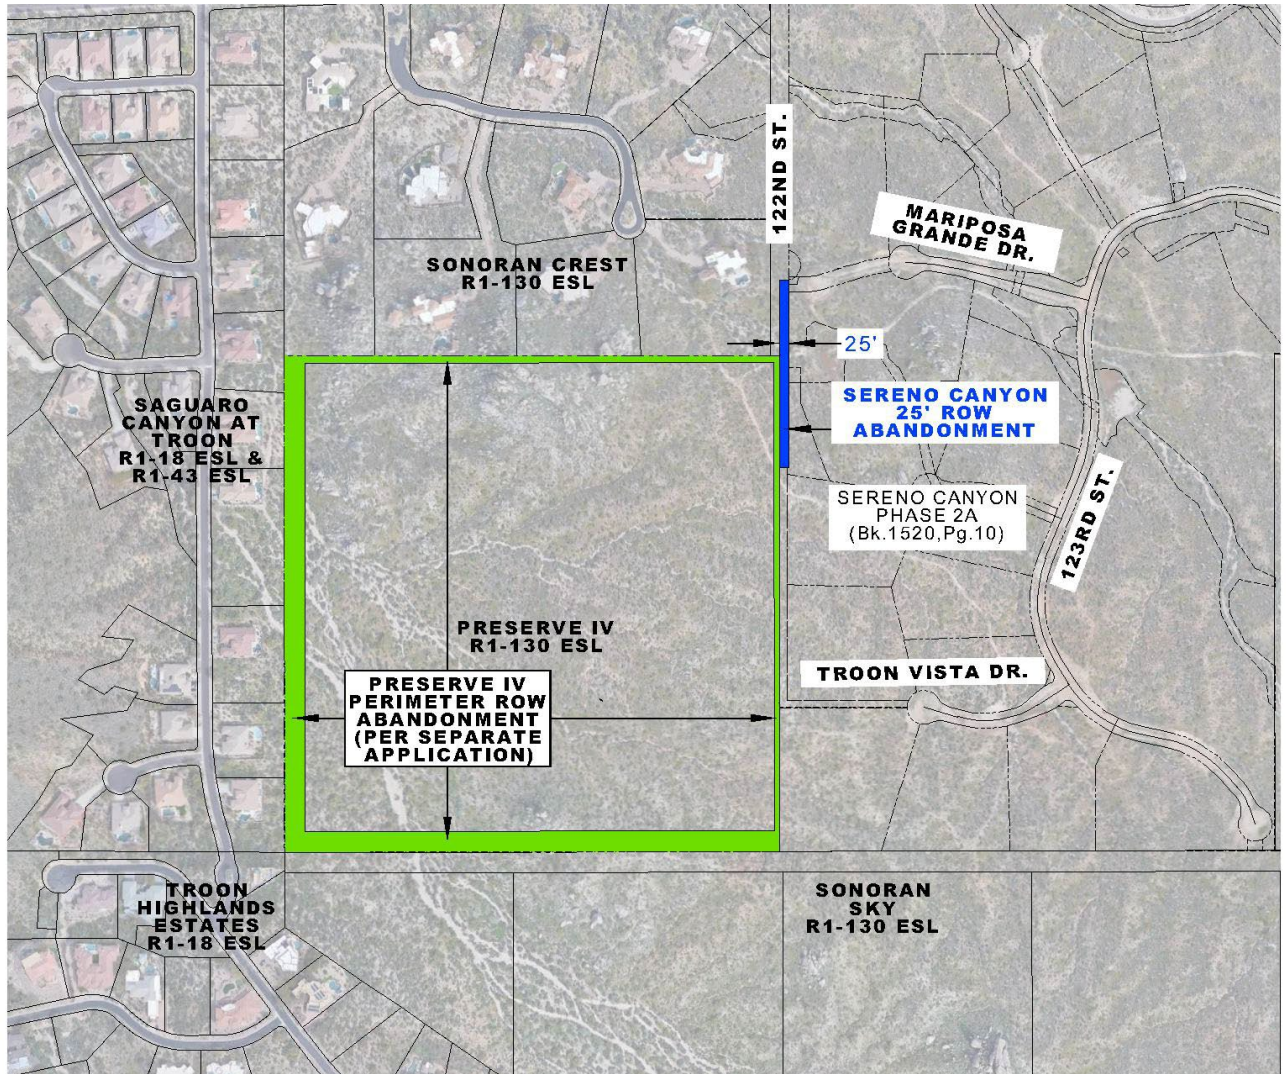 122ND ST.
MARIPOSA
GRANDE DR.
SONORAN CREST
R1-130 ESL
25'
SAGUARO
CANYON AT
TROON
R1-18 ESL &
R1-43 ESL
SERENO CANYON
25' ROW
ABANDONMENT
SERENO CANYON
PHASE 2A
(Bk.1520,Pg.10)
123RD ST.
PRESERVE IV
R1-130 ESL
TROON VISTA DR.
PRESERVE IV
PERIMETER ROW
ABANDONMENT
(PER SEPARATE
APPLICATION)
TROON
HIGHLANDS
ESTATES
R1-18 ESL
SONORAN
SKY
R1-130 ESL